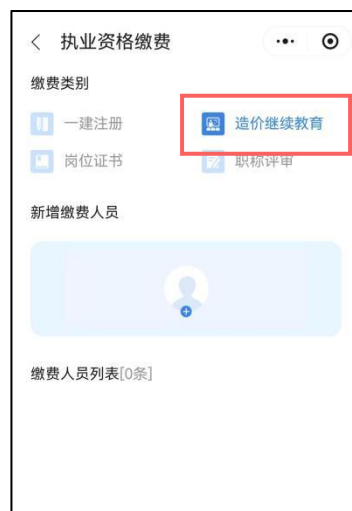 执业资格缴费
缴费类别
一建注册 造价继续教育
岗位证书 职称评审
新增缴费人员
缴费人员列表[0条]